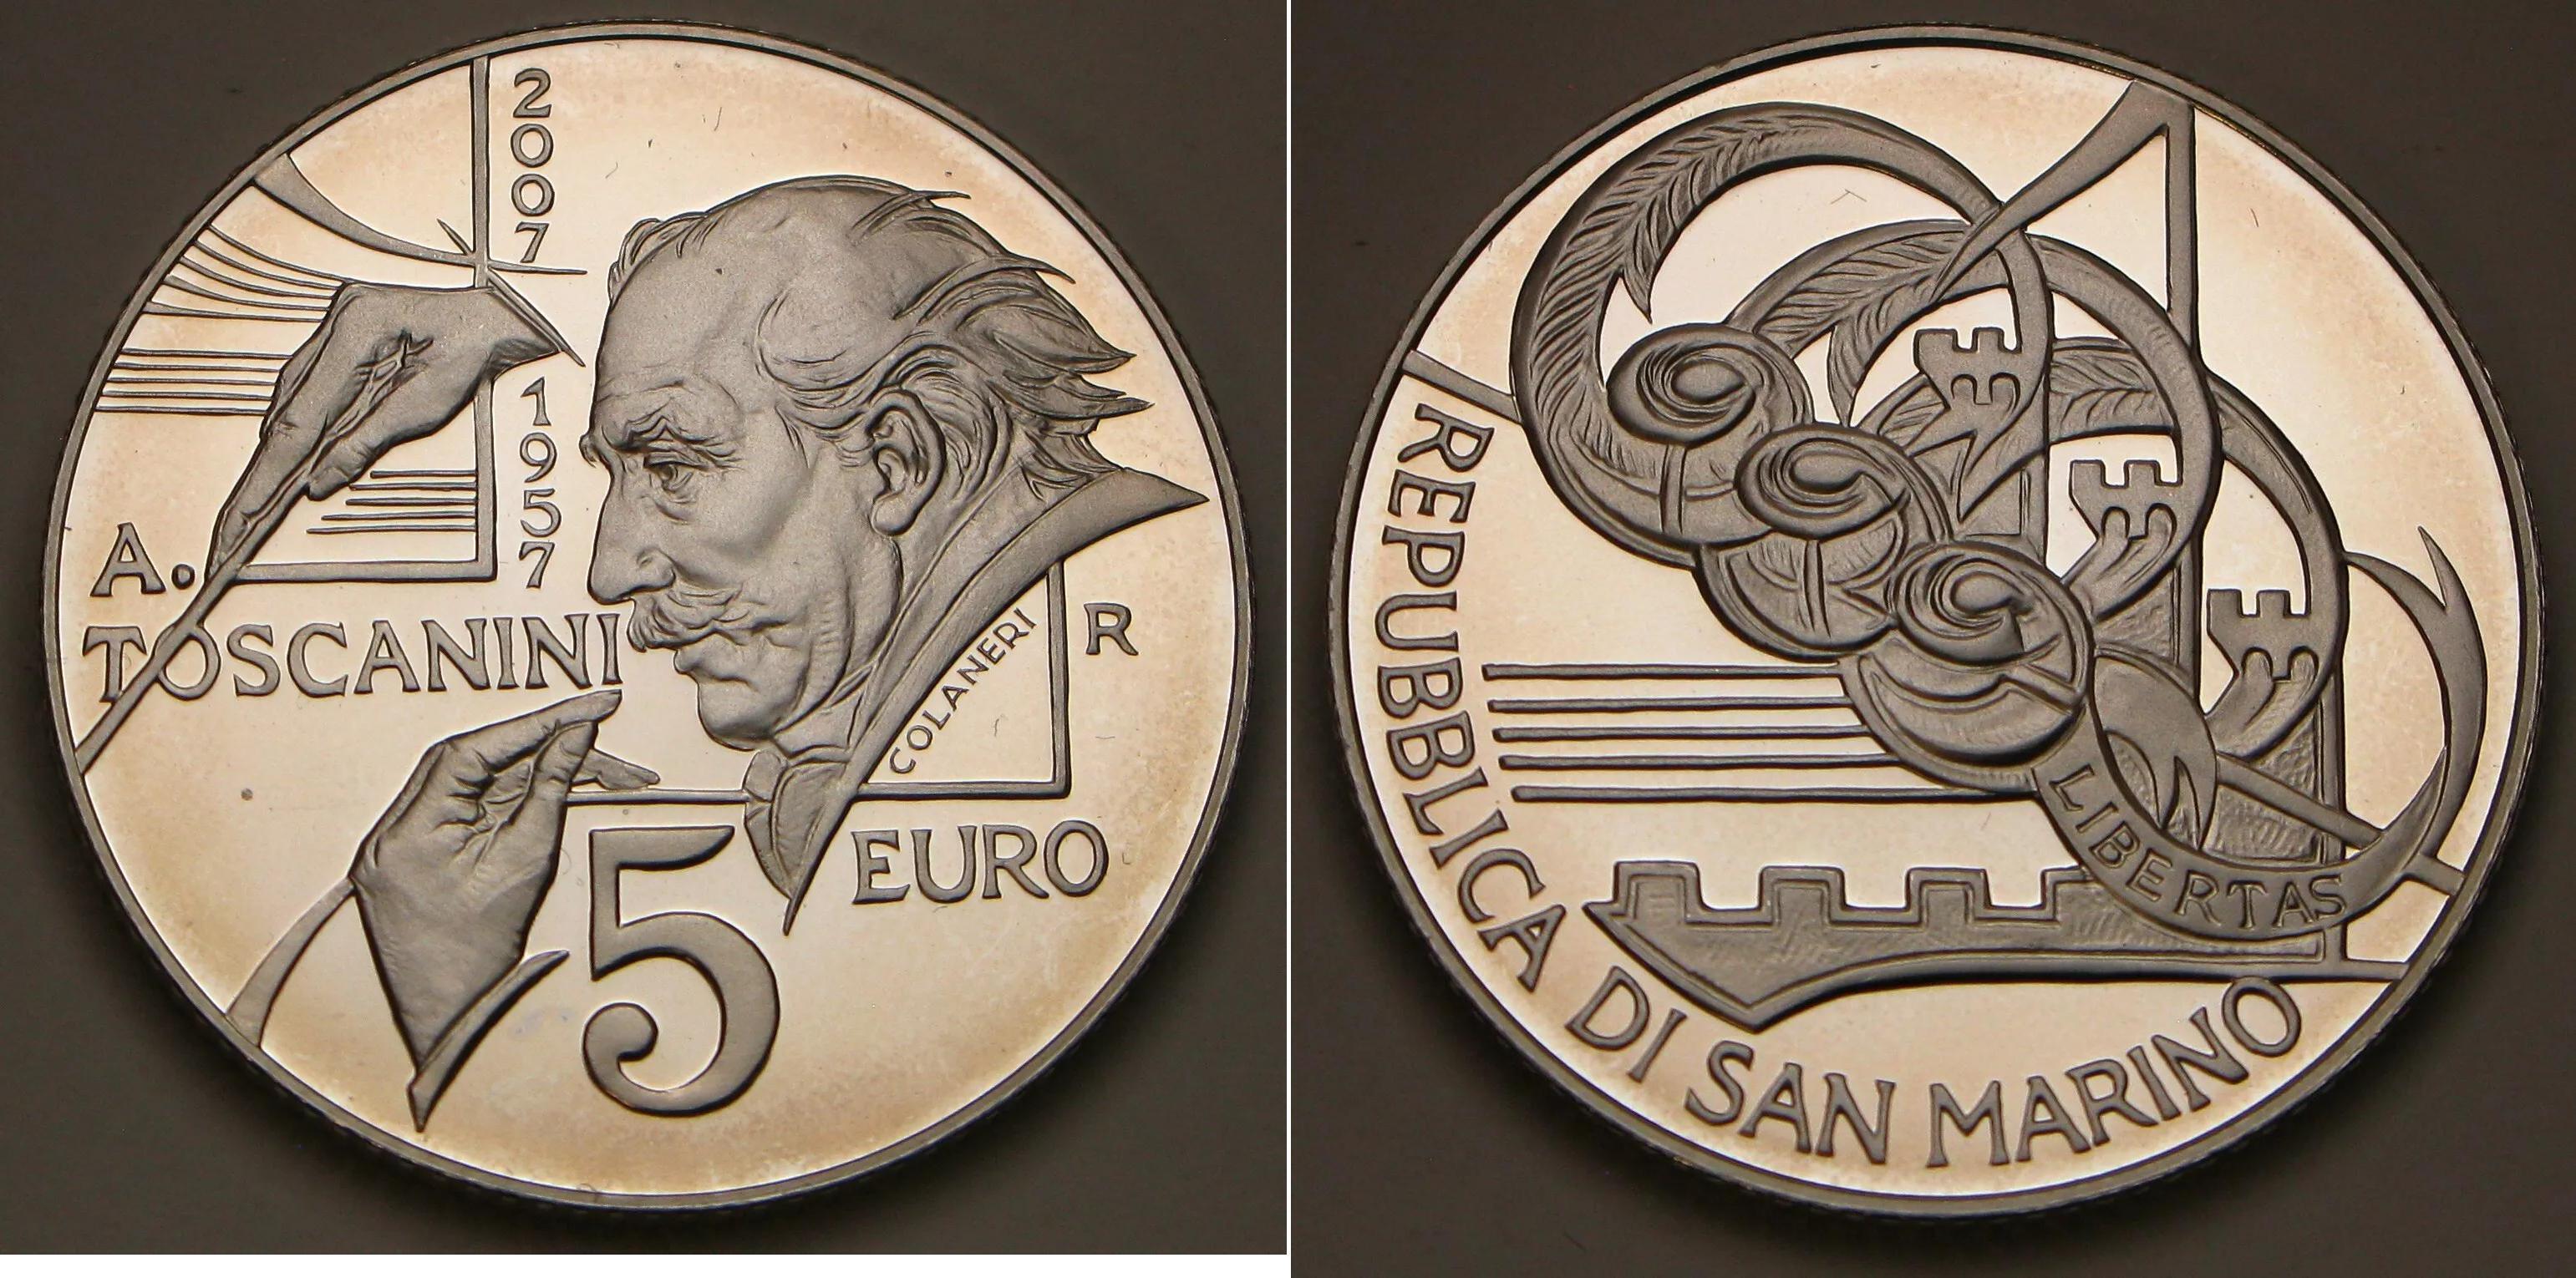 2007
1957
A.
TOSCANINI
R
COLANERI
5
EURO
REPUBBLICA DI SAN MARINO
LIBERTAS